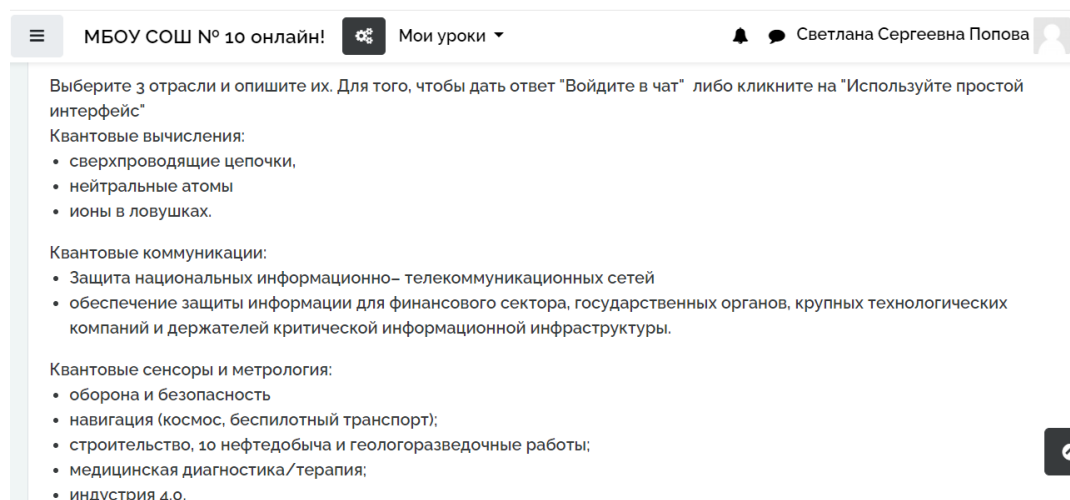 МБОУ СОШ № 10 онлайн! Мои уроки Светлана Сергеевна Попова
Выберите 3 отрасли и опишите их. Для того, чтобы дать ответ "Войдите в чат" либо кликните на "Используйте простой
интерфейс"
Квантовые вычисления:
• сверхпроводящие цепочки,
• нейтральные атомы
• ионы в ловушках.
Квантовые коммуникации:
• Защита национальных информационно– телекоммуникационных сетей
• обеспечение защиты информации для финансового сектора, государственных органов, крупных технологических
компаний и держателей критической информационной инфраструктуры.
Квантовые сенсоры и метрология:
• оборона и безопасность
• навигация (космос, беспилотный транспорт);
• строительство, 10 нефтедобыча и геологоразведочные работы;
• медицинская диагностика/терапия;
• индустрия 4.0.